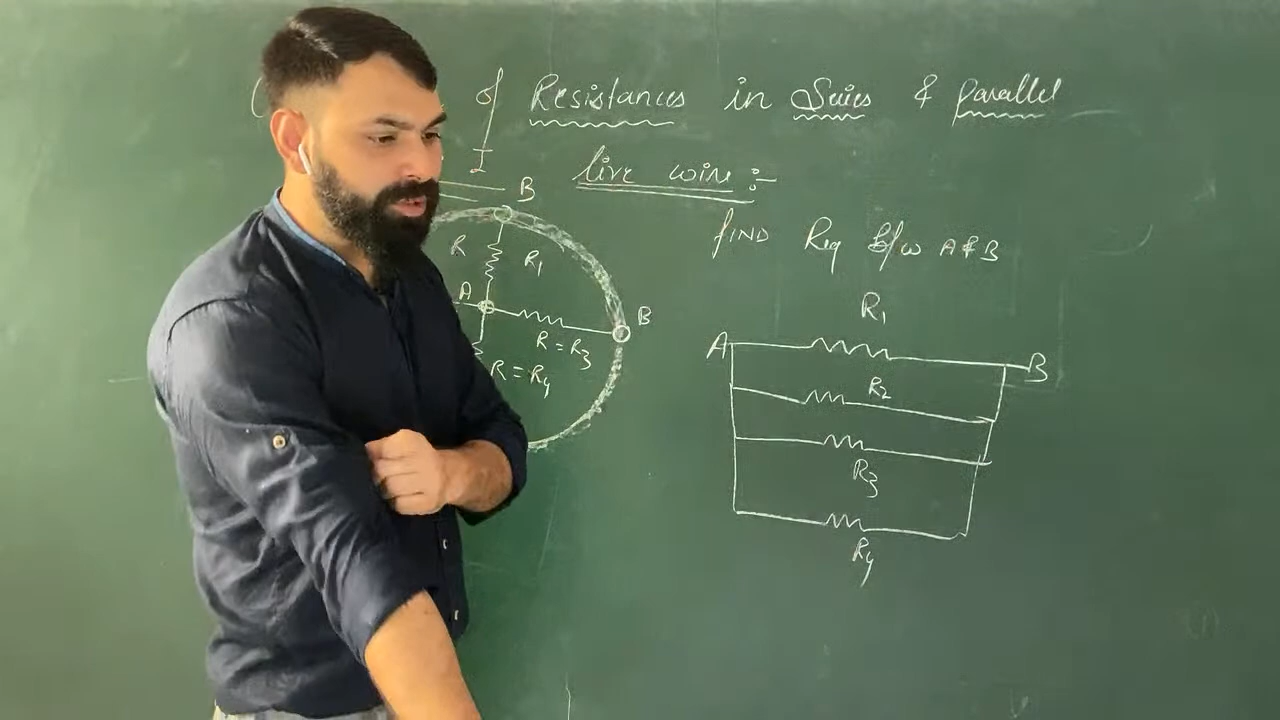 of Resistances in Series & parallel
live wire :-
FIND Req B/w A & B
B
R R1
A
B
R = R3
R = R4
R1
A B
R2
R3
R4